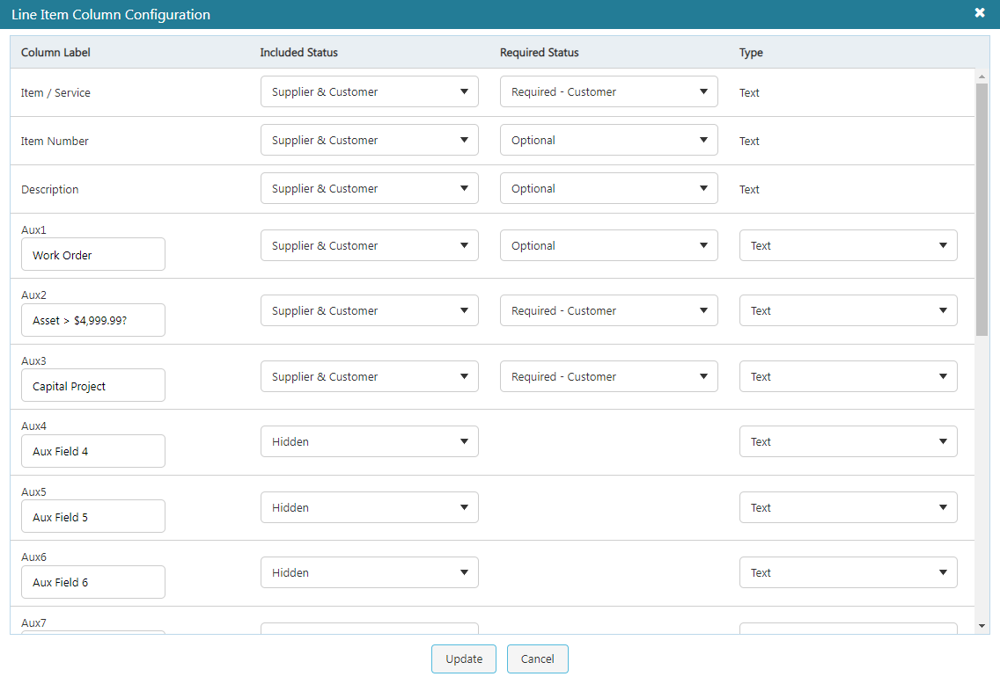 Line Item Column Configuration
Column Label Included Status Required Status Type
Item / Service Supplier & Customer Required - Customer Text
Item Number Supplier & Customer Optional Text
Description Supplier & Customer Optional Text
Aux1
Work Order Supplier & Customer Optional Text
Aux2
Asset > $4,999.99? Supplier & Customer Required - Customer Text
Aux3
Capital Project Supplier & Customer Required - Customer Text
Aux4
Aux Field 4 Hidden Text
Aux5
Aux Field 5 Hidden Text
Aux6
Aux Field 6 Hidden Text
Aux7
Update Cancel